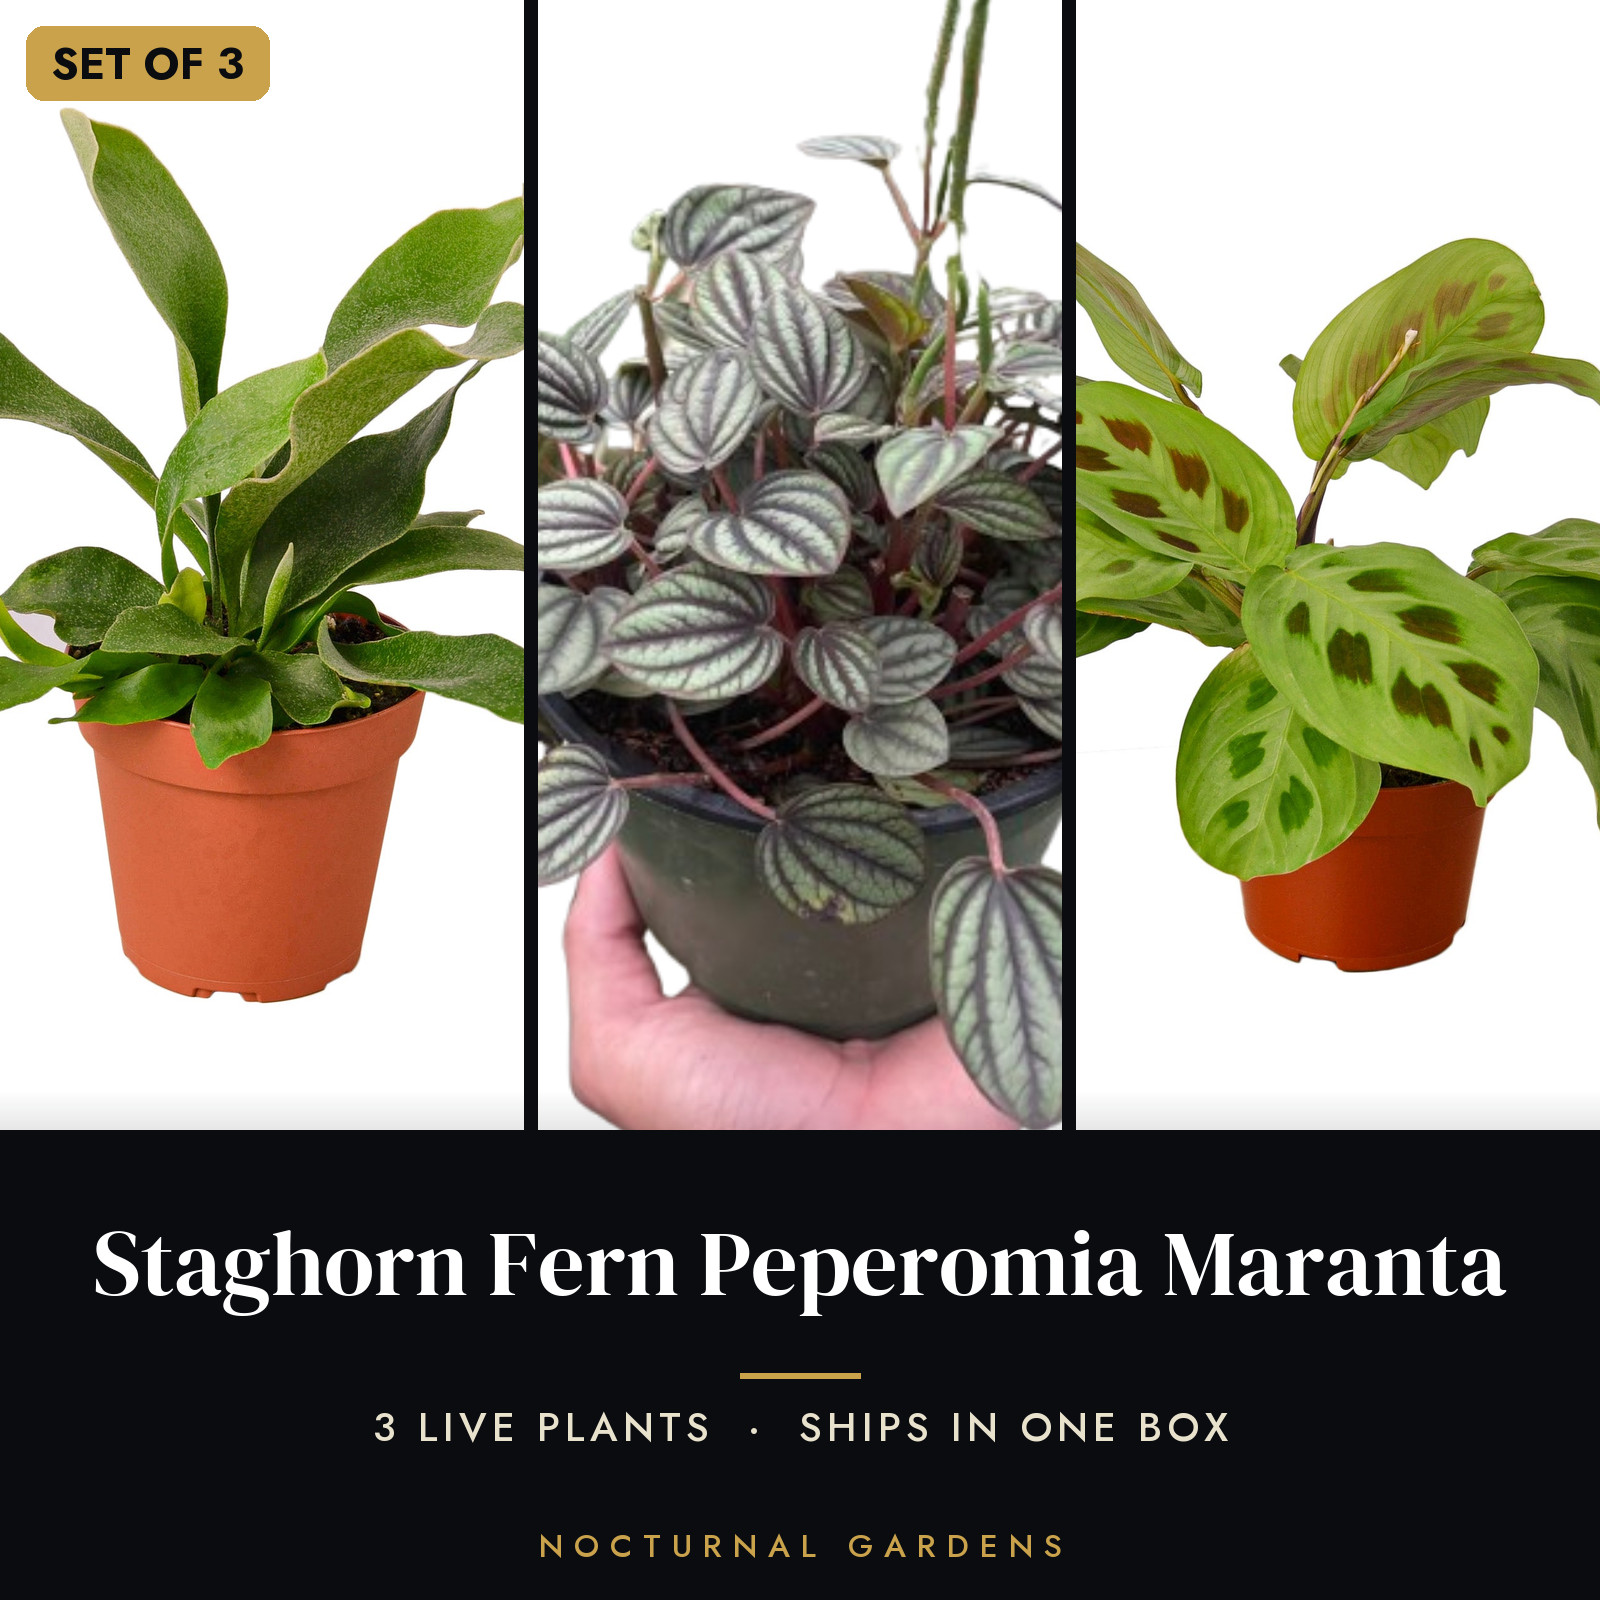 SET OF 3
Staghorn Fern Peperomia Maranta
3 LIVE PLANTS · SHIPS IN ONE BOX
NOCTURNAL GARDENS